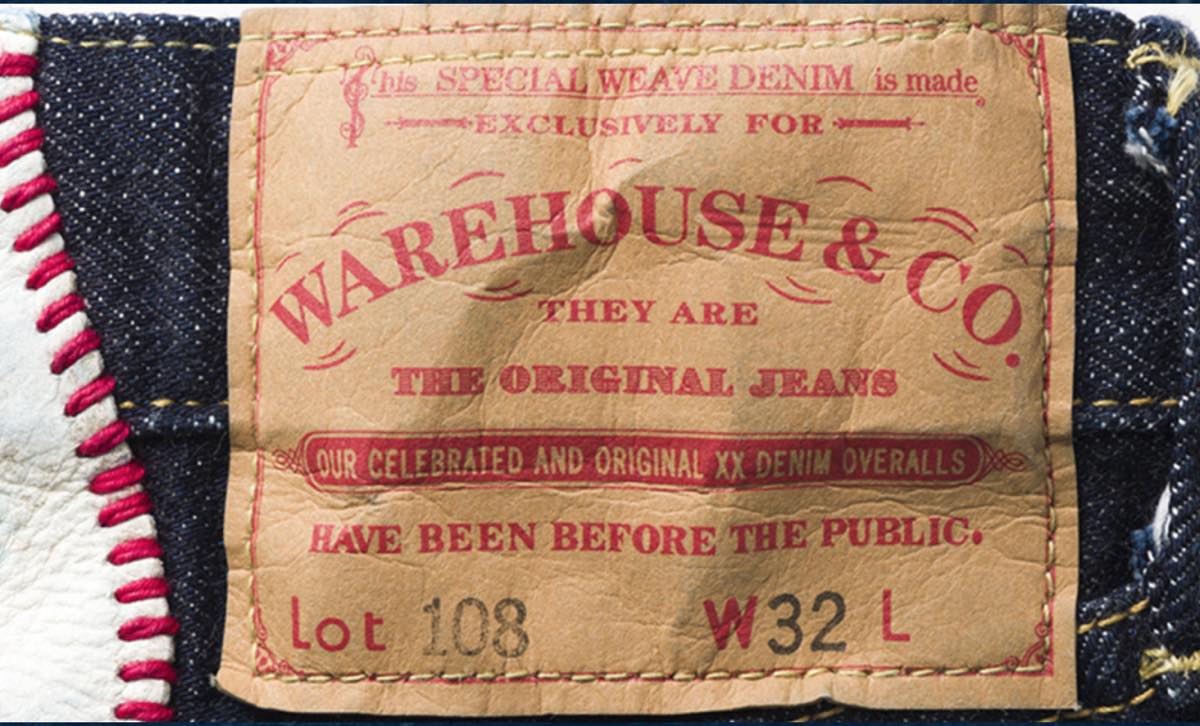 This SPECIAL WEAVE DENIM is made
EXCLUSIVELY FOR
WAREHOUSE & CO.
THEY ARE
THE ORIGINAL JEANS
OUR CELEBRATED AND ORIGINAL XX DENIM OVERALLS
HAVE BEEN BEFORE THE PUBLIC.
Lot 108 W32 L